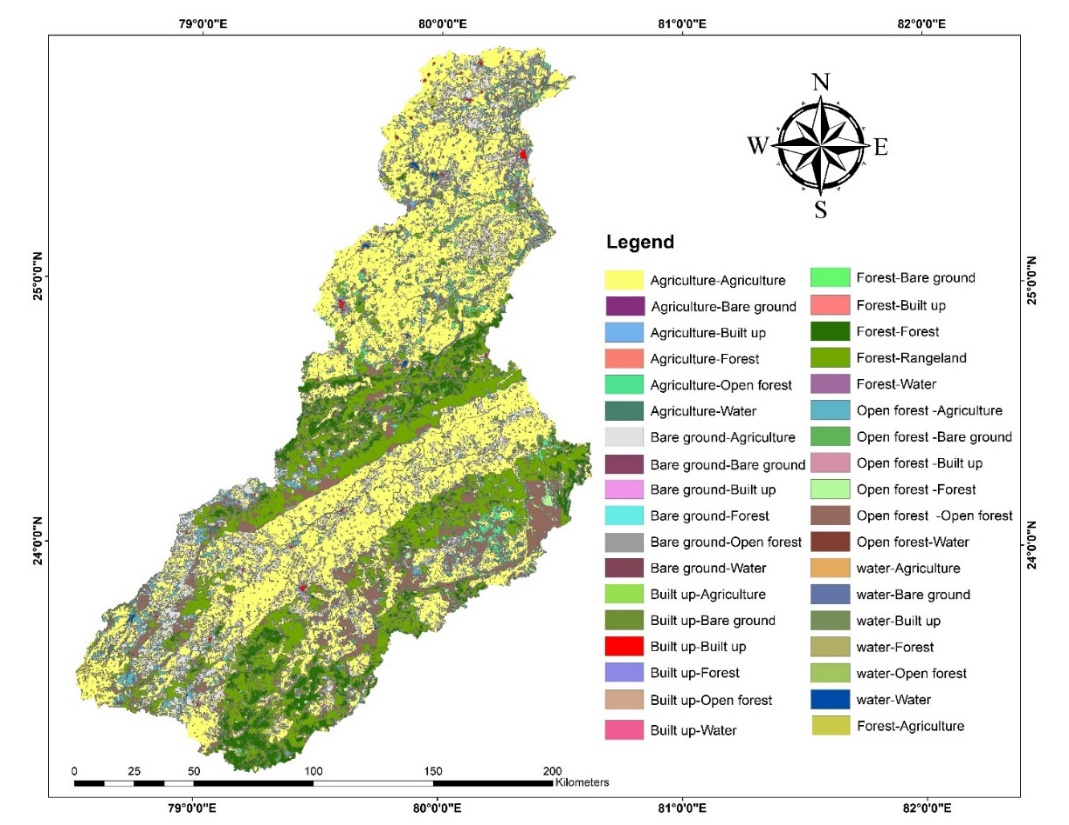 79°0'0"E 80°0'0"E 81°0'0"E 82°0'0"E
N
W E
S
25°0'0"N
24°0'0"N
25°0'0"N
24°0'0"N
Legend
Agriculture-Agriculture
Agriculture-Bare ground
Agriculture-Built up
Agriculture-Forest
Agriculture-Open forest
Agriculture-Water
Bare ground-Agriculture
Bare ground-Bare ground
Bare ground-Built up
Bare ground-Forest
Bare ground-Open forest
Bare ground-Water
Built up-Agriculture
Built up-Bare ground
Built up-Built up
Built up-Forest
Built up-Open forest
Built up-Water
Forest-Bare ground
Forest-Built up
Forest-Forest
Forest-Rangeland
Forest-Water
Open forest -Agriculture
Open forest -Bare ground
Open forest -Built up
Open forest -Forest
Open forest -Open forest
Open forest-Water
water-Agriculture
water-Bare ground
water-Built up
water-Forest
water-Open forest
water-Water
Forest-Agriculture
0 25 50 100 150 200
Kilometers
79°0'0"E 80°0'0"E 81°0'0"E 82°0'0"E